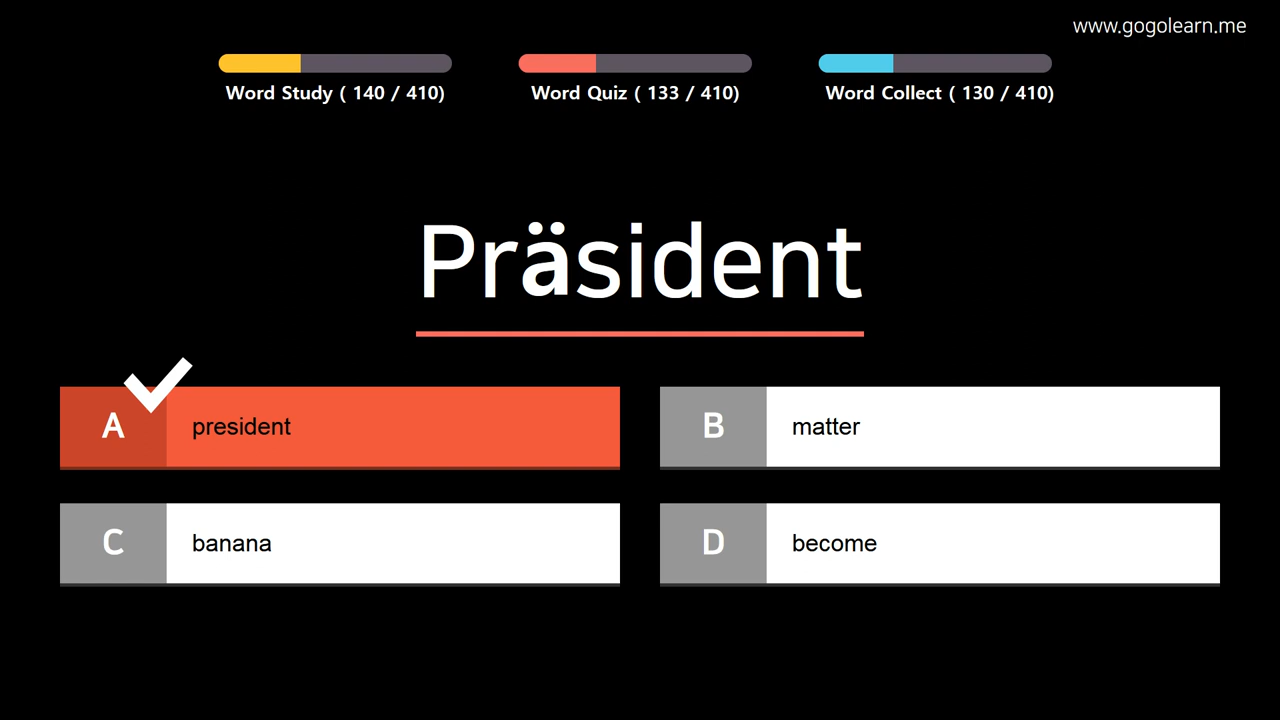 www.gogolearn.me
Word Study ( 140 / 410)
Word Quiz ( 133 / 410)
Word Collect ( 130 / 410)
Präsident
A president
B matter
C banana
D become